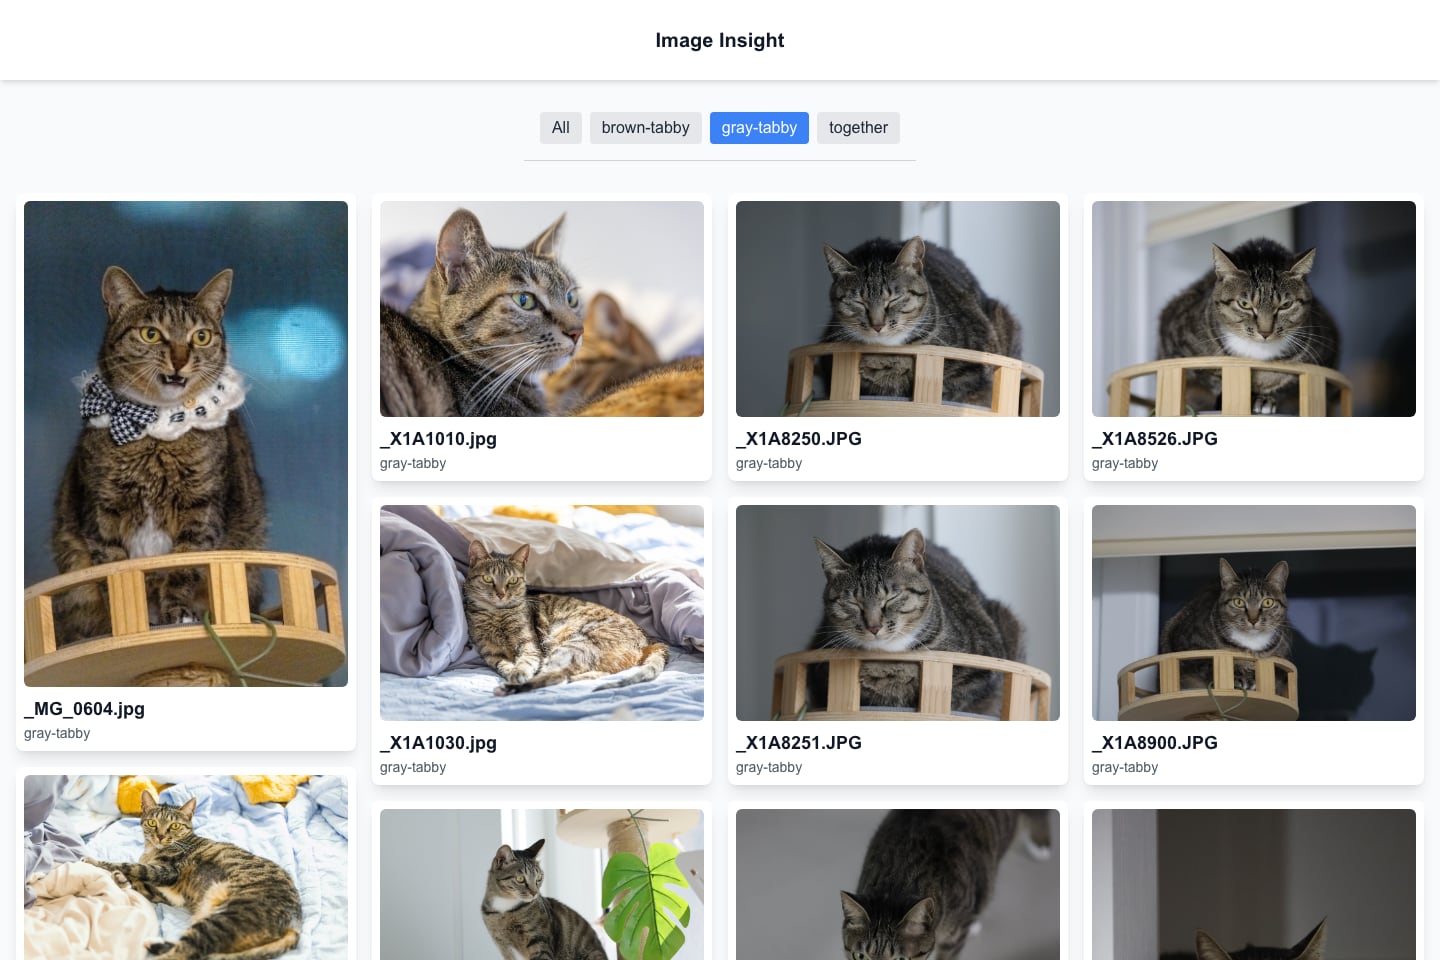 Image Insight
All
brown-tabby
gray-tabby
together
_MG_0604.jpg
gray-tabby
_X1A1010.jpg
gray-tabby
_X1A1030.jpg
gray-tabby
_X1A8250.JPG
gray-tabby
_X1A8251.JPG
gray-tabby
_X1A8526.JPG
gray-tabby
_X1A8900.JPG
gray-tabby